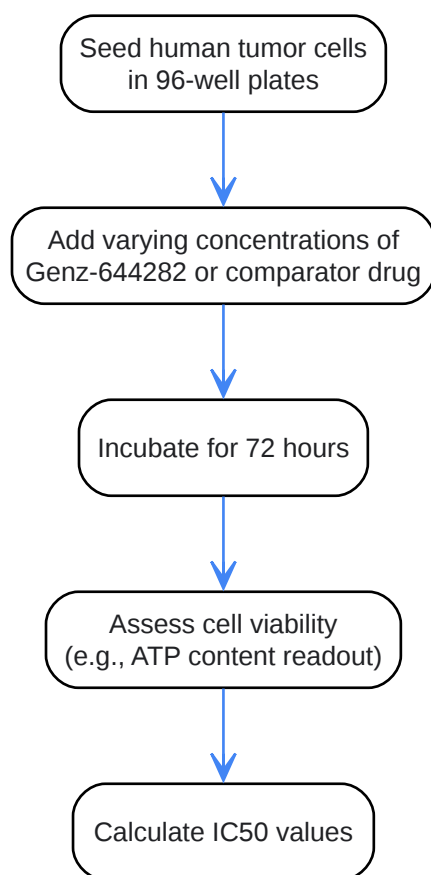 Seed human tumor cells
in 96-well plates
Add varying concentrations of
Genz-644282 or comparator drug
Incubate for 72 hours
Assess cell viability
(e.g., ATP content readout)
Calculate IC50 values